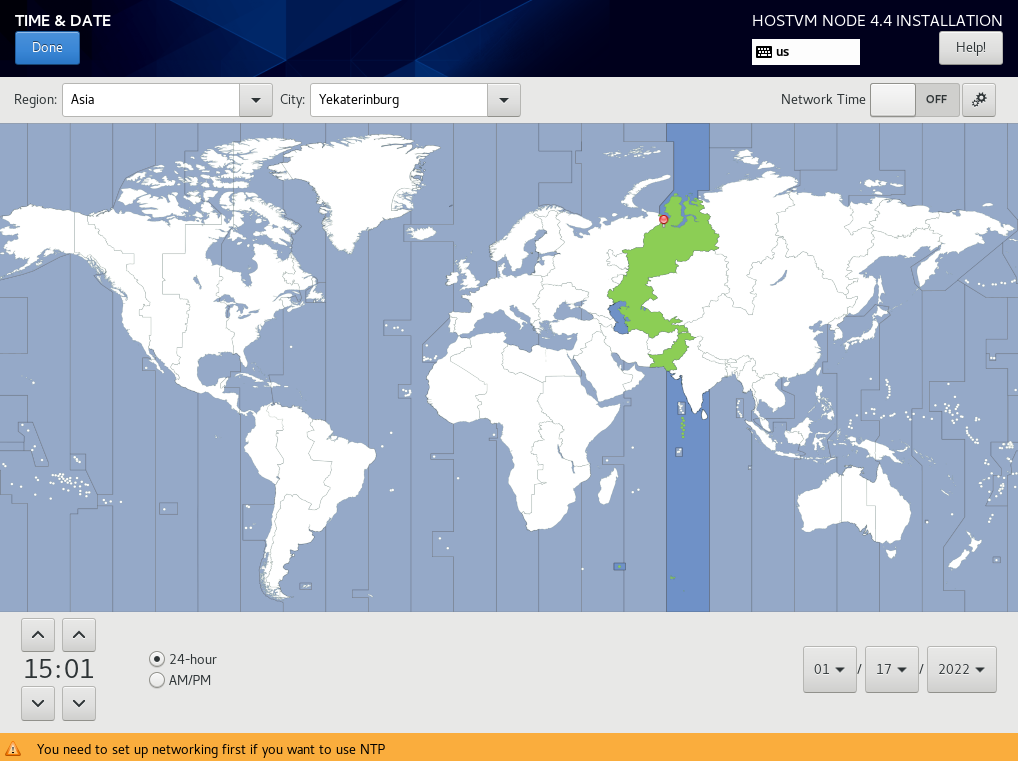 TIME & DATE
HOSTVM NODE 4.4 INSTALLATION
Done
us
Help!
Region:
Asia
City:
Yekaterinburg
Network Time
OFF
15:01
24-hour
AM/PM
01 / 17 / 2022
You need to set up networking first if you want to use NTP